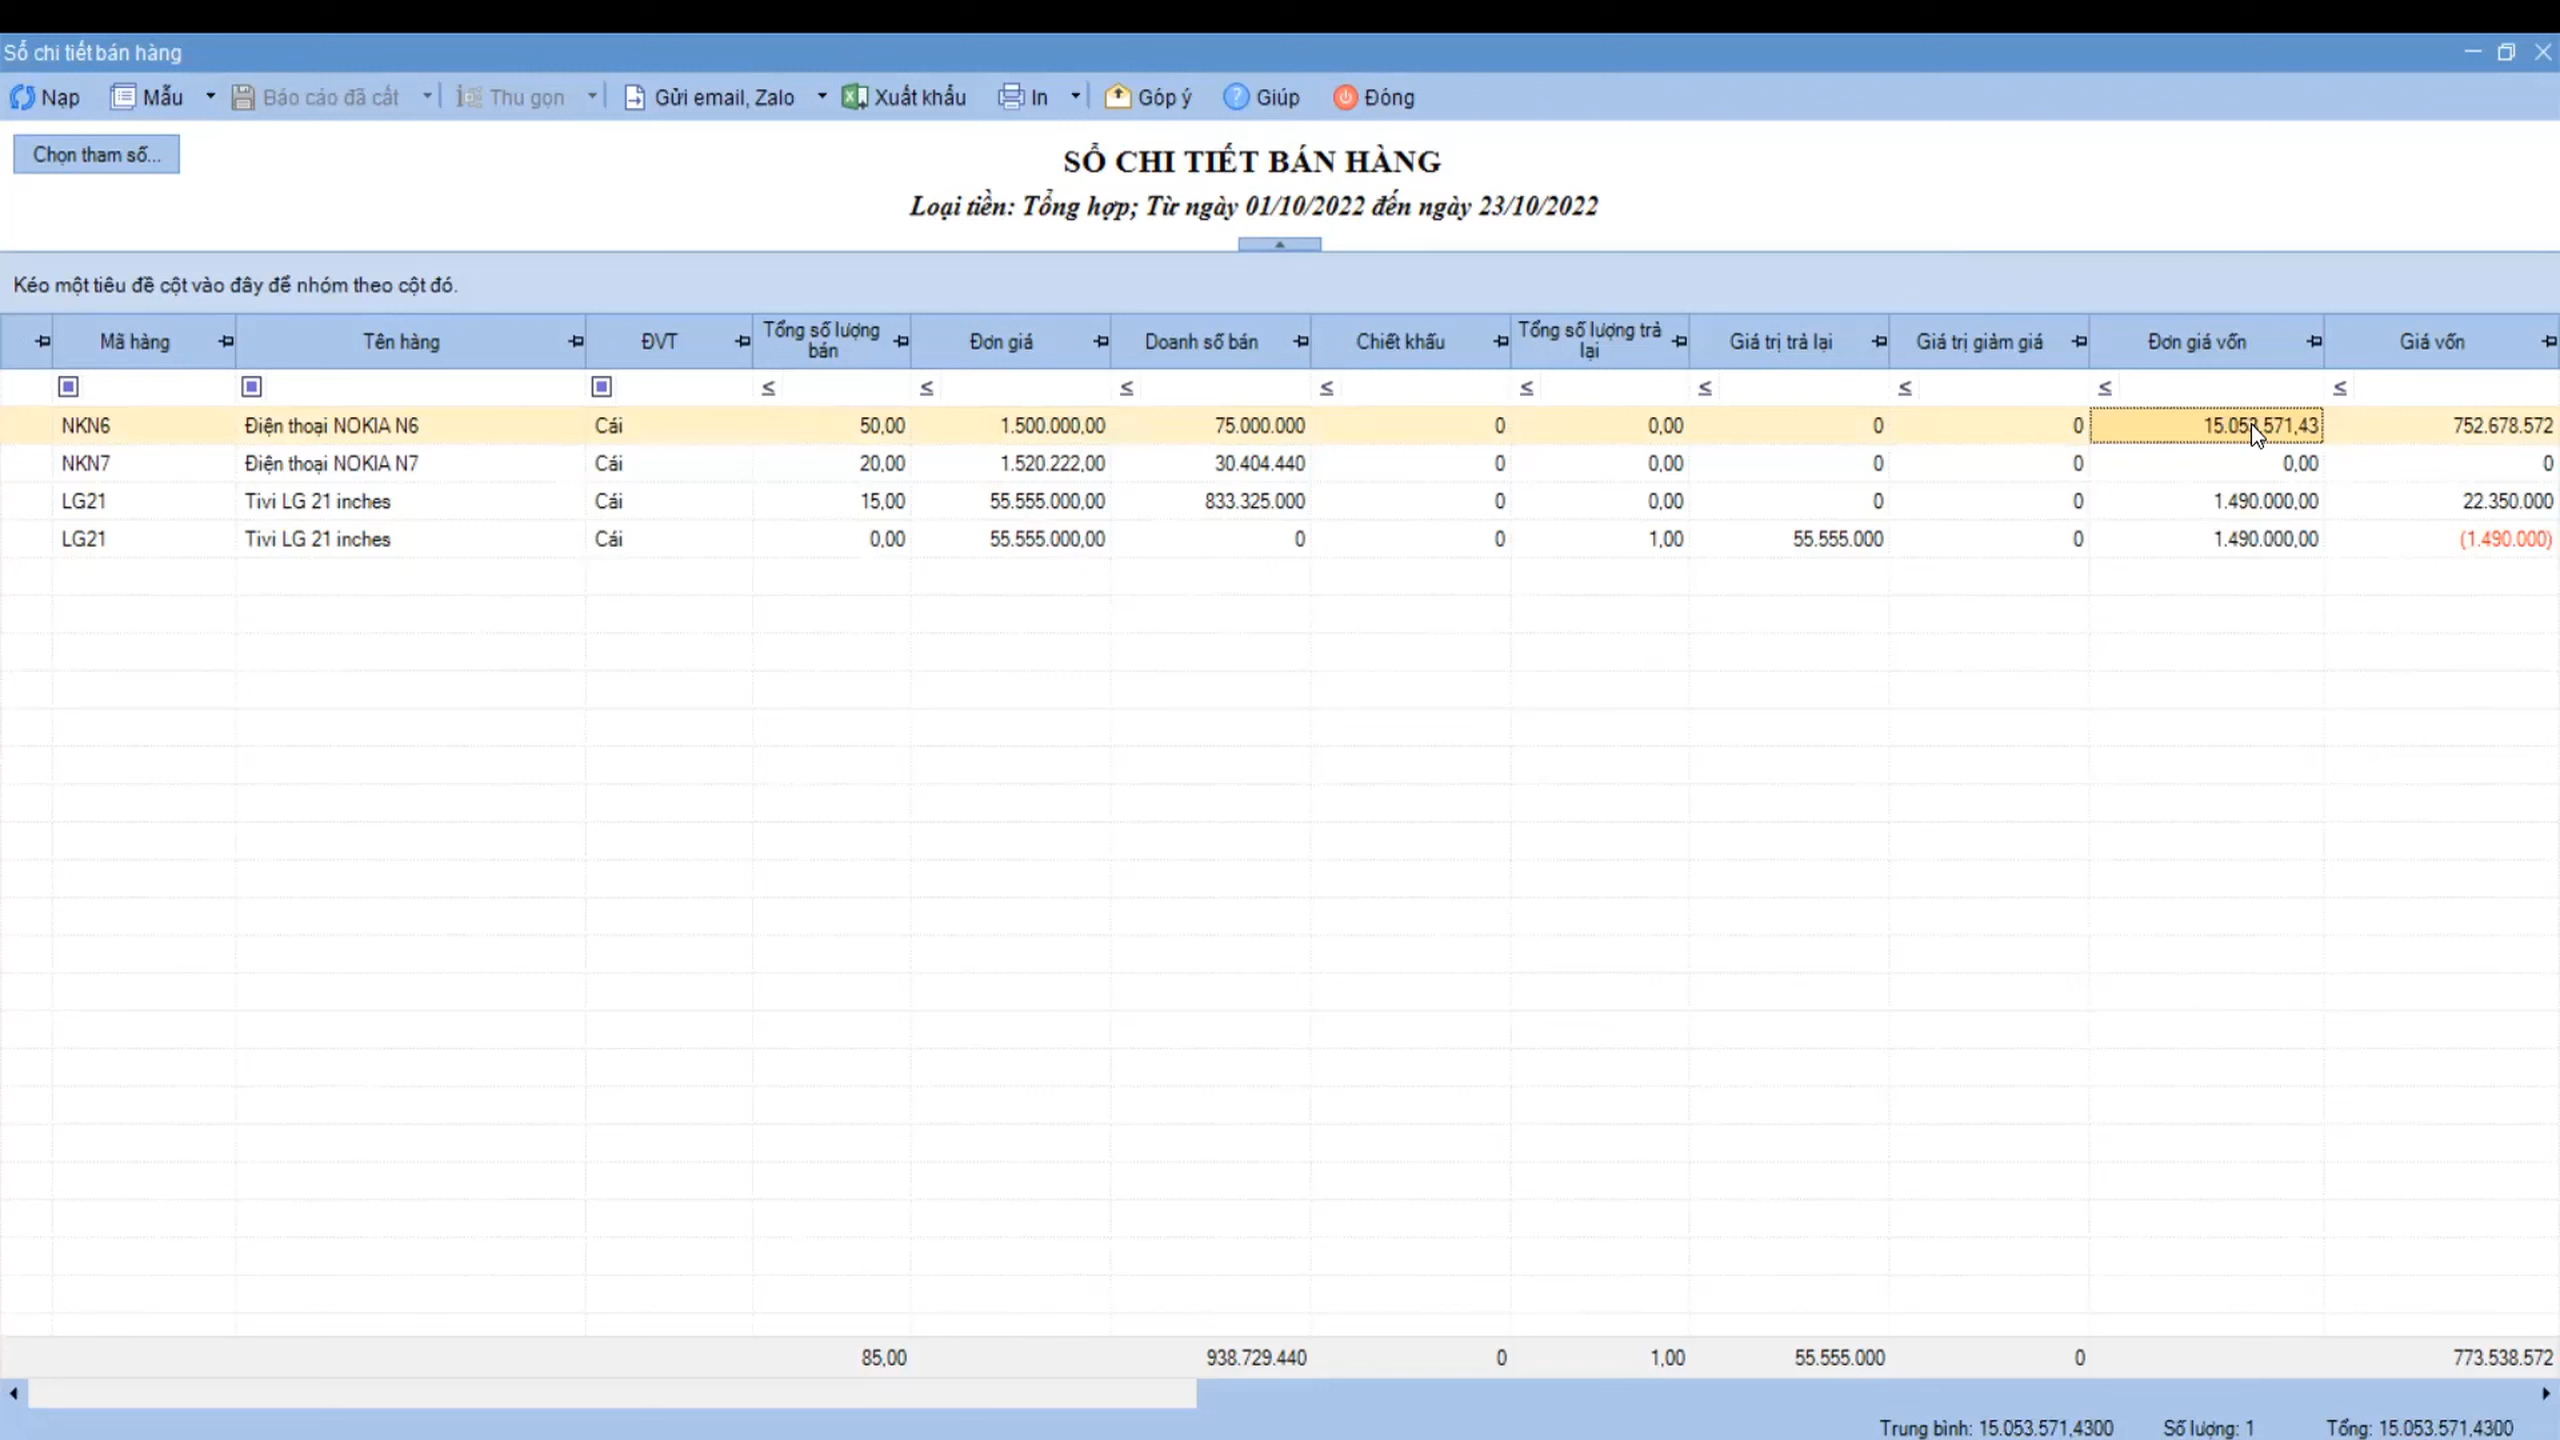 Sổ chi tiết bán hàng
Nạp Mẫu Báo cáo đã cất Thu gọn Gửi email, Zalo Xuất khẩu In Góp ý Giúp Đóng
Chọn tham số...
SỔ CHI TIẾT BÁN HÀNG
Loại tiền: Tổng hợp; Từ ngày 01/10/2022 đến ngày 23/10/2022
Kéo một tiêu đề cột vào đây để nhóm theo cột đó.
Mã hàng Tên hàng ĐVT Tổng số lượng bán Đơn giá Doanh số bán Chiết khấu Tổng số lượng trả lại Giá trị trả lại Giá trị giảm giá Đơn giá vốn Giá vốn
≤ ≤ ≤ ≤ ≤ ≤ ≤ ≤ ≤
NKN6 Điện thoại NOKIA N6 Cái 50,00 1.500.000,00 75.000.000 0 0,00 0 0 15.053.571,43 752.678.572
NKN7 Điện thoại NOKIA N7 Cái 20,00 1.520.222,00 30.404.440 0 0,00 0 0 0,00 0
LG21 Tivi LG 21 inches Cái 15,00 55.555.000,00 833.325.000 0 0,00 0 0 1.490.000,00 22.350.000
LG21 Tivi LG 21 inches Cái 0,00 55.555.000,00 0 0 1,00 55.555.000 0 1.490.000,00 (1.490.000)
85,00 938.729.440 0 1,00 55.555.000 0 773.538.572
Trung bình: 15.053.571,4300 Số lượng: 1 Tổng: 15.053.571,4300